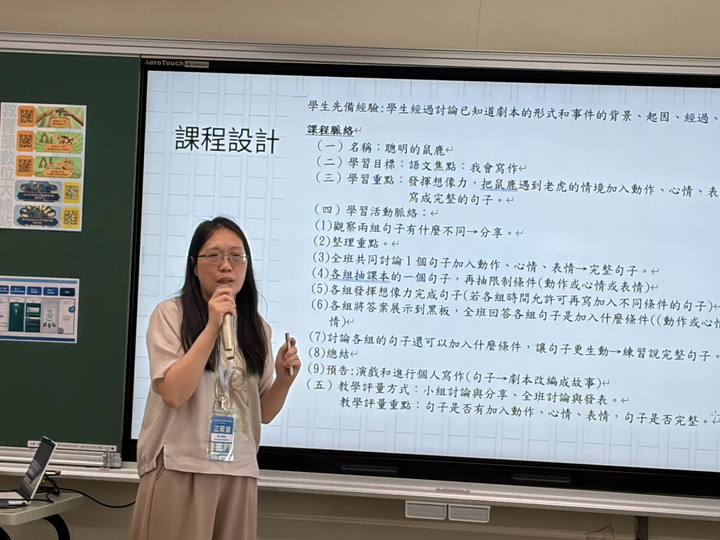 AeroTouch
課程設計
學生先備經驗:學生經過討論已知道劇本的形式和事件的背景、起因、經過、
課程脈絡
(一)名稱:聰明的鼠鹿
(二)學習目標:語文焦點:我會寫作
(三)學習重點:發揮想像力,把鼠鹿遇到老虎的情境加入動作、心情、表
寫成完整的句子。
(四)學習活動脈絡:
(1)觀察兩組句子有什麼不同→分享。
(2)整理重點。
(3)全班共同討論1個句子加入動作、心情、表情→完整句子。
(4)各組抽課本的一個句子,再抽限制條件(動作或心情或表情)
(5)各組發揮想像力完成句子(若各組時間允許可再寫加入不同條件的句子)
(6)各組將答案展示到黑板,全班回答各組句子是加入什麼條件((動作或心情
情)
(7)討論各組的句子還可以加入什麼條件,讓句子更生動→練習說完整句子。
(8)總結
(9)預告:演戲和進行個人寫作(句子→劇本改編成故事)
(五)教學評量方式:小組討論與分享、全班討論與發表。
教學評量重點:句子是否有加入動作、心情、表情,句子是否完整。